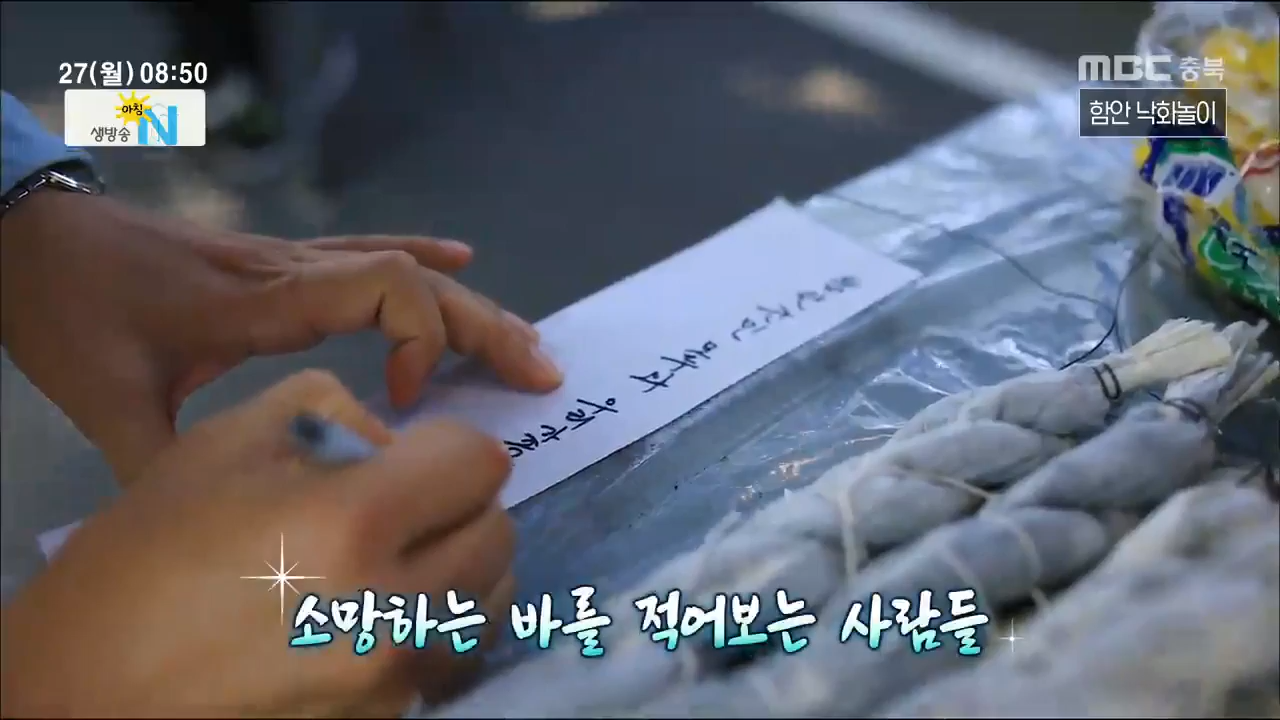 27(월) 08:50
아침
생방송 N
MBC 충북
함안 낙화놀이
소망하는 바를 적어보는 사람들